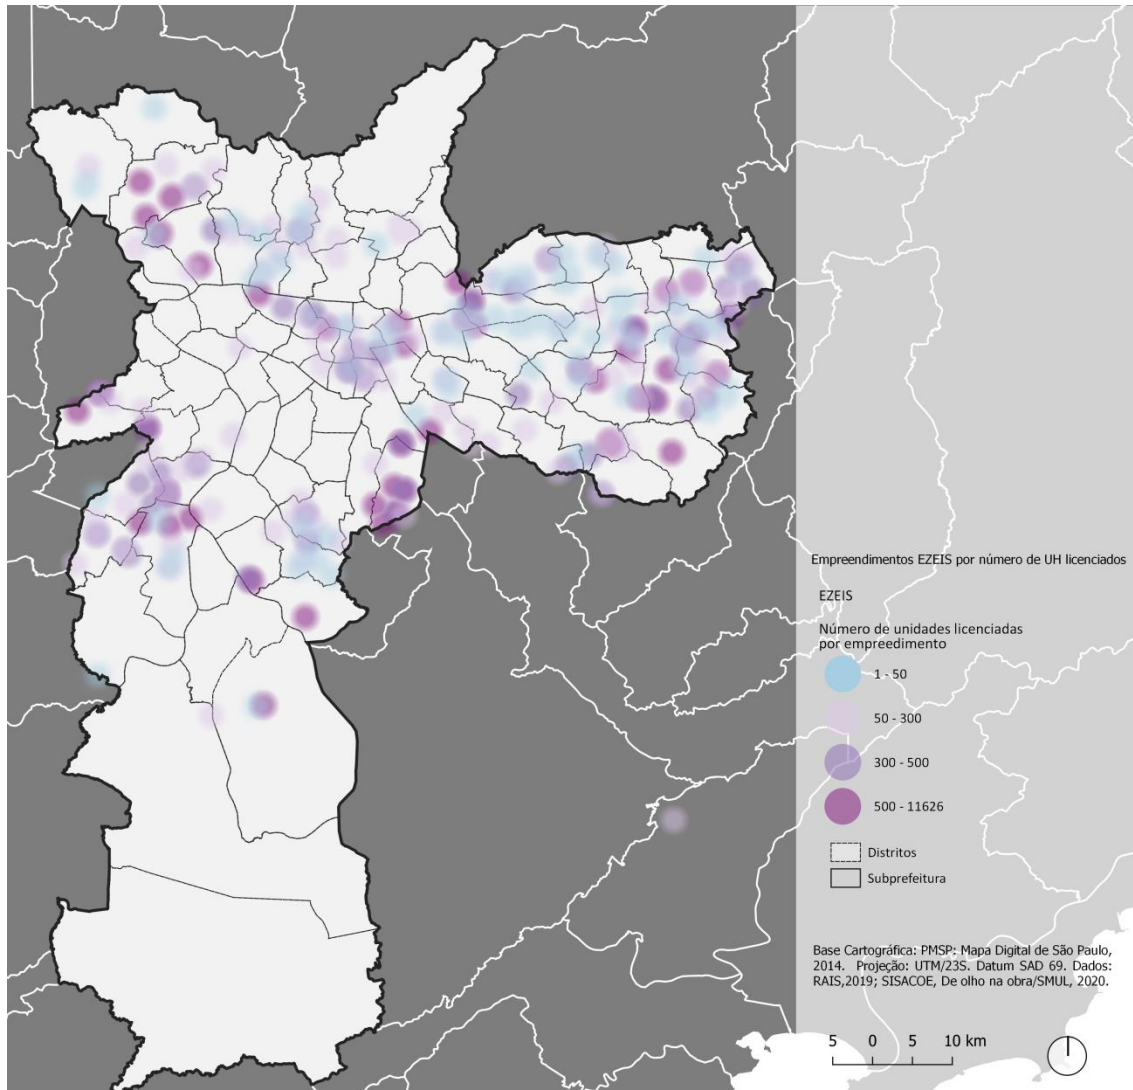 Empreendimentos EZEIS por número de UH licenciados
EZEIS
Número de unidades licenciadas
por empreedimento
1 - 50
50 - 300
300 - 500
500 - 11626
Distritos
Subprefeitura
Base Cartográfica: PMSP: Mapa Digital de São Paulo,
2014. Projeção: UTM/23S. Datum SAD 69. Dados:
RAIS,2019; SISACOE, De olho na obra/SMUL, 2020.
5 0 5 10 km